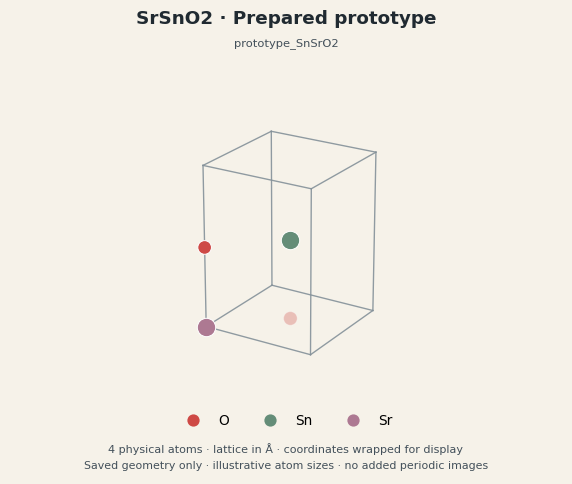 SrSnO2 · Prepared prototype
prototype_SnSrO2
O Sn Sr
4 physical atoms · lattice in Å · coordinates wrapped for display
Saved geometry only · illustrative atom sizes · no added periodic images